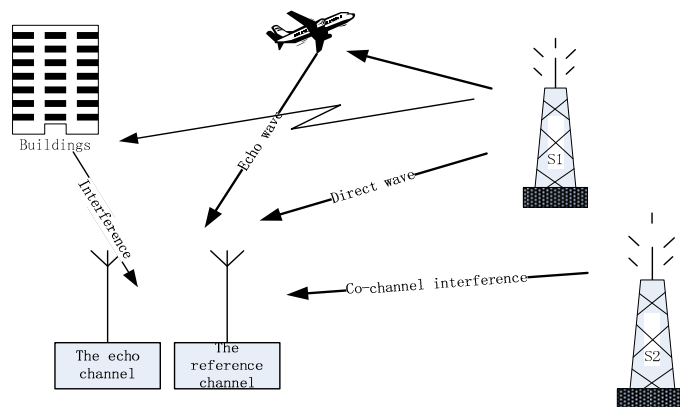 Buildings
Echo wave
S1
Direct wave
Interference
Co-channel interference
S2
The echo
channel
The
reference
channel